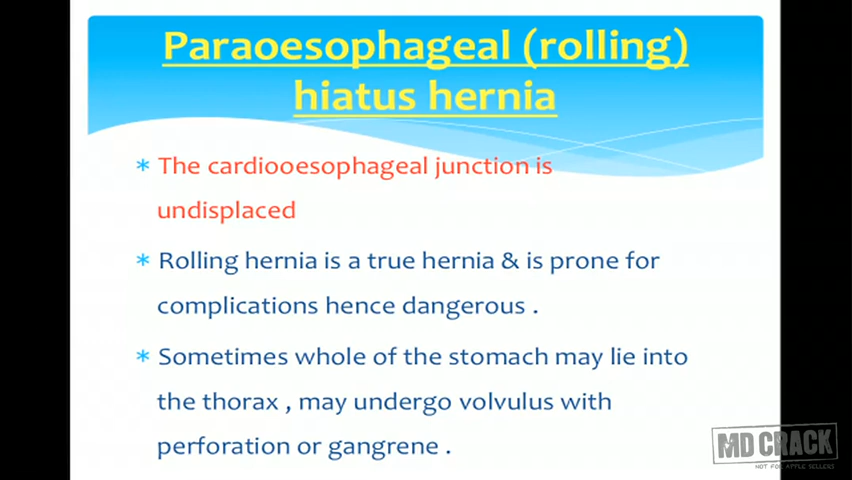 Paraoesophageal (rolling)
hiatus hernia
* The cardiooesophageal junction is
undisplaced
* Rolling hernia is a true hernia & is prone for
complications hence dangerous .
* Sometimes whole of the stomach may lie into
the thorax , may undergo volvulus with
perforation or gangrene .
MD CRACK
NOT FOR APPLE SELLERS